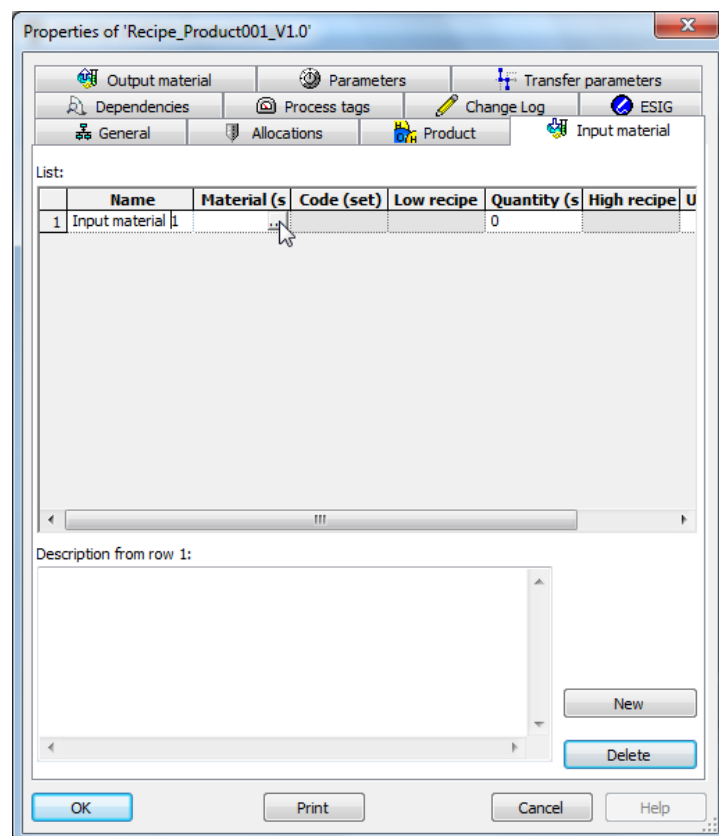 Properties of 'Recipe_Product001_V1.0'
Output material Parameters Transfer parameters
Dependencies Process tags Change Log ESIG
General Allocations Product Input material
List:
Name Material (s Code (set) Low recipe Quantity (s High recipe U
1 Input material 1 ... 0
Description from row 1:
New
Delete
OK Print Cancel Help